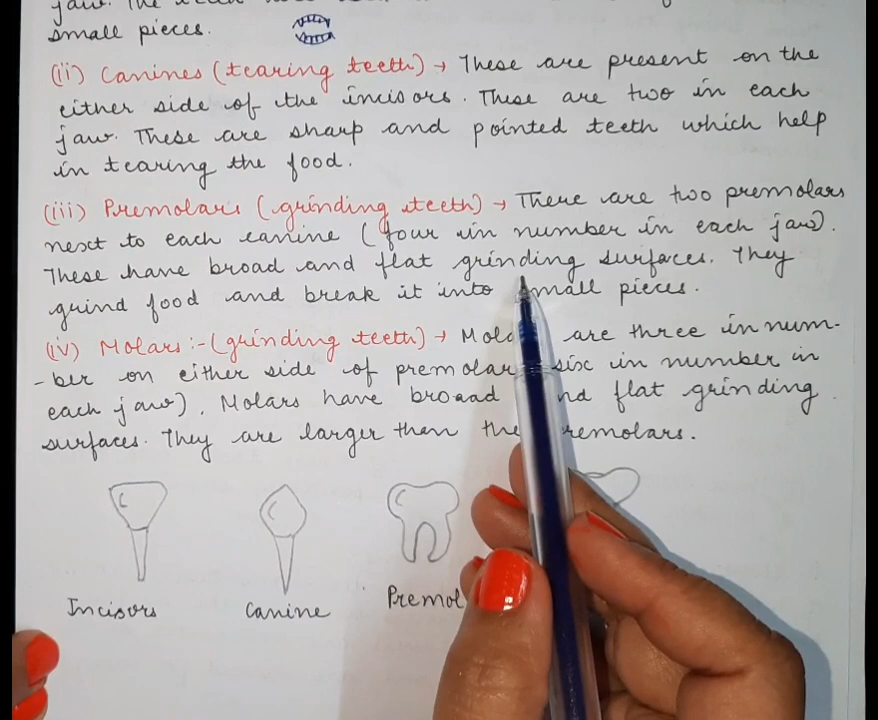 small pieces.
(ii) Canines (tearing teeth) → These are present on the
either side of the incisors. These are two in each
jaw. These are sharp and pointed teeth which help
in tearing the food.
(iii) Premolars (grinding teeth) → There are two premolars
next to each canine (four in number in each jaw).
These have broad and flat grinding surfaces. They
grind food and break it into small pieces.
(iv) Molars :- (grinding teeth) → Mola are three in num-
-ber on either side of premolar six in number in
each jaw). Molars have broad nd flat grinding
surfaces. They are larger than the remolars.
Incisors Canine Premol